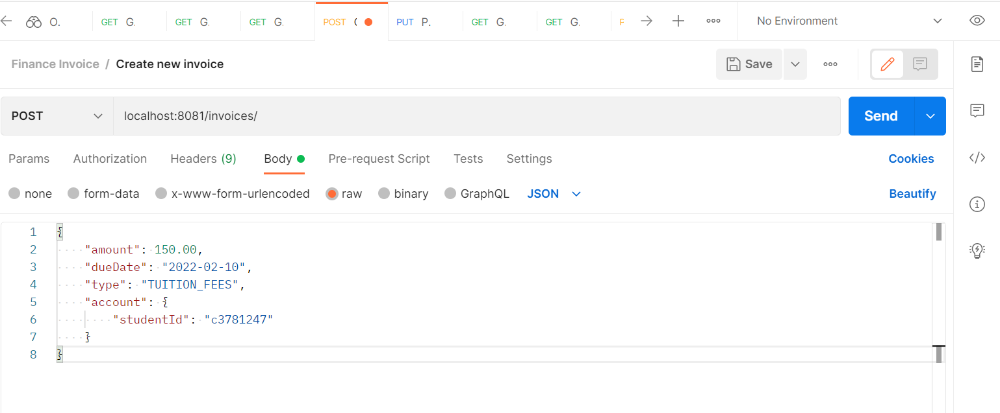 O. GET G. GET G. GET G. POST PUT P. GET G. GET G. No Environment
Finance Invoice / Create new invoice Save
POST localhost:8081/invoices/ Send
Params Authorization Headers (9) Body Pre-request Script Tests Settings Cookies
none form-data x-www-form-urlencoded raw binary GraphQL JSON Beautify
1 {
2 "amount": 150.00,
3 "dueDate": "2022-02-10",
4 "type": "TUITION_FEES",
5 "account": {
6 "studentId": "c3781247"
7 }
8 }